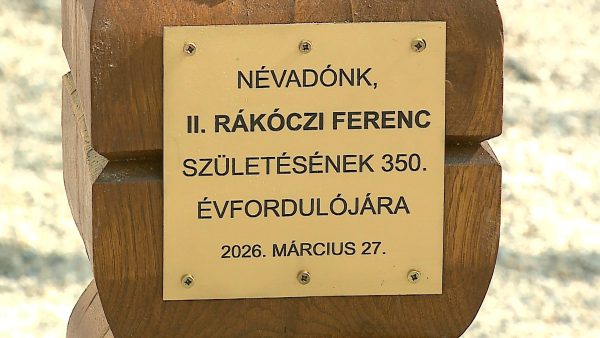 NÉVADÓNK,
II. RÁKÓCZI FERENC
SZÜLETÉSÉNEK 350.
ÉVFORDULÓJÁRA
2026. MÁRCIUS 27.